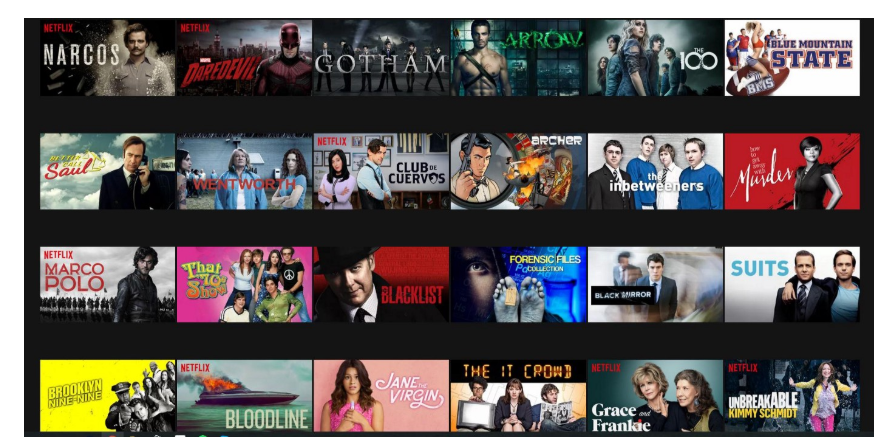 NETFLIX
NARCOS
NETFLIX
MARVEL
DAREDEVIL
GOTHAM
ARROW
THE
100
BLUE MOUNTAIN
STATE
BMS
BETTER
CALL
Saul
WENTWORTH
NETFLIX
CLUB DE
CUERVOS
ARCHER
the
inbetweeners
how
to
get
away
with
Murder
NETFLIX
MARCO
POLO
That
'70s
Show
THE
BLACKLIST
FORENSIC FILES
COLLECTION
BLACK MIRROR
SUITS
BROOKLYN
NINE-NINE
NETFLIX
BLOODLINE
JANE THE
VIRGIN
THE IT CROWD
NETFLIX
Grace and
Frankie
NETFLIX
UNBREAKABLE
KIMMY SCHMIDT